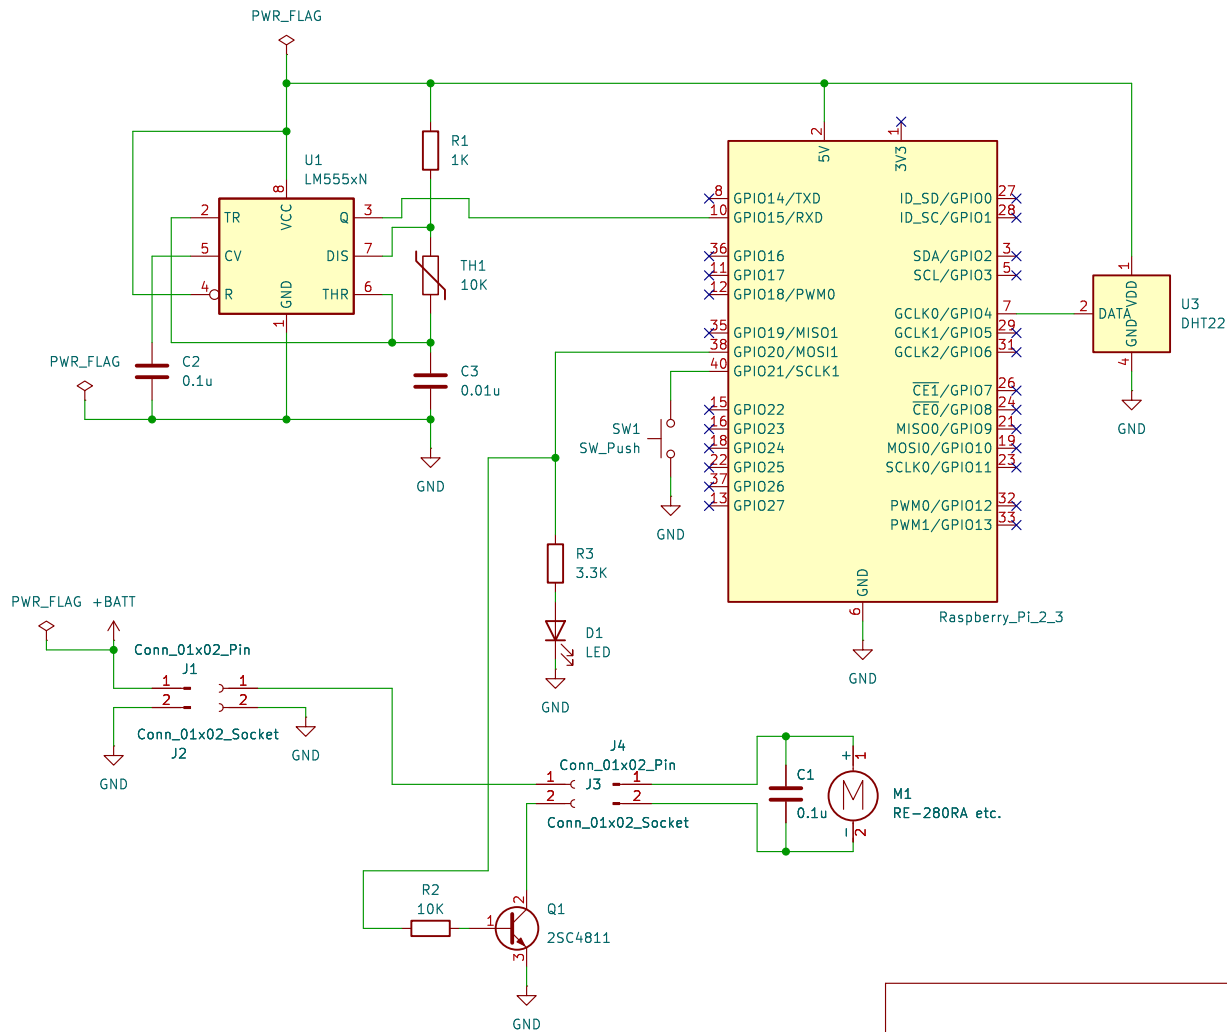 PWR_FLAG
U1
LM555xN
8
VCC
2
TR
5
CV
4
R
GND
1
Q
3
DIS
7
THR
6
R1
1K
TH1
10K
PWR_FLAG
C2
0.1u
C3
0.01u
GND
2
5V
1
3V3
8
GPIO14/TXD
10
GPIO15/RXD
36
GPIO16
11
GPIO17
12
GPIO18/PWM0
35
GPIO19/MISO1
38
GPIO20/MOSI1
40
GPIO21/SCLK1
15
GPIO22
16
GPIO23
18
GPIO24
22
GPIO25
37
GPIO26
13
GPIO27
ID_SD/GPIO0
27
ID_SC/GPIO1
28
SDA/GPIO2
3
SCL/GPIO3
5
GCLK0/GPIO4
7
GCLK1/GPIO5
29
GCLK2/GPIO6
31
CE1/GPIO7
26
CE0/GPIO8
24
MISO0/GPIO9
21
MOSI0/GPIO10
19
SCLK0/GPIO11
23
PWM0/GPIO12
32
PWM1/GPIO13
33
GND
6
Raspberry_Pi_2_3
GND
1
VDD
2
DATA
GND
4
U3
DHT22
GND
SW1
SW_Push
GND
R3
3.3K
D1
LED
GND
PWR_FLAG +BATT
Conn_01x02_Pin
J1
1
2
1
2
Conn_01x02_Socket
J2
GND
GND
J4
Conn_01x02_Pin
1
2
J3
1
2
Conn_01x02_Socket
C1
0.1u
+
1
M
-
2
M1
RE-280RA etc.
R2
10K
1
2
3
Q1
2SC4811
GND